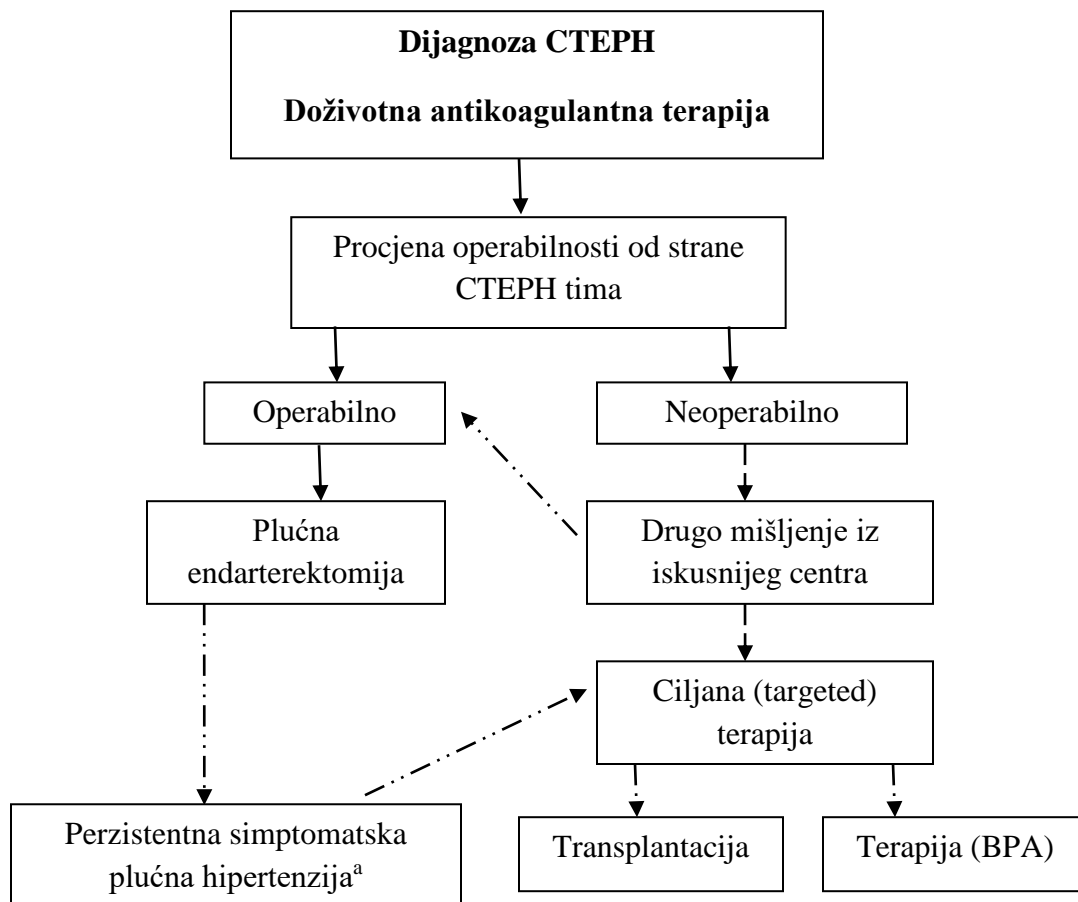 Dijagnoza CTEPH
Doživotna antikoagulantna terapija
Procjena operabilnosti od strane
CTEPH tima
Operabilno
Neoperabilno
Plućna
endarterektomija
Drugo mišljenje iz
iskusnijeg centra
Ciljana (targeted)
terapija
Perzistentna simptomatska
plućna hipertenzijaᵃ
Transplantacija
Terapija (BPA)